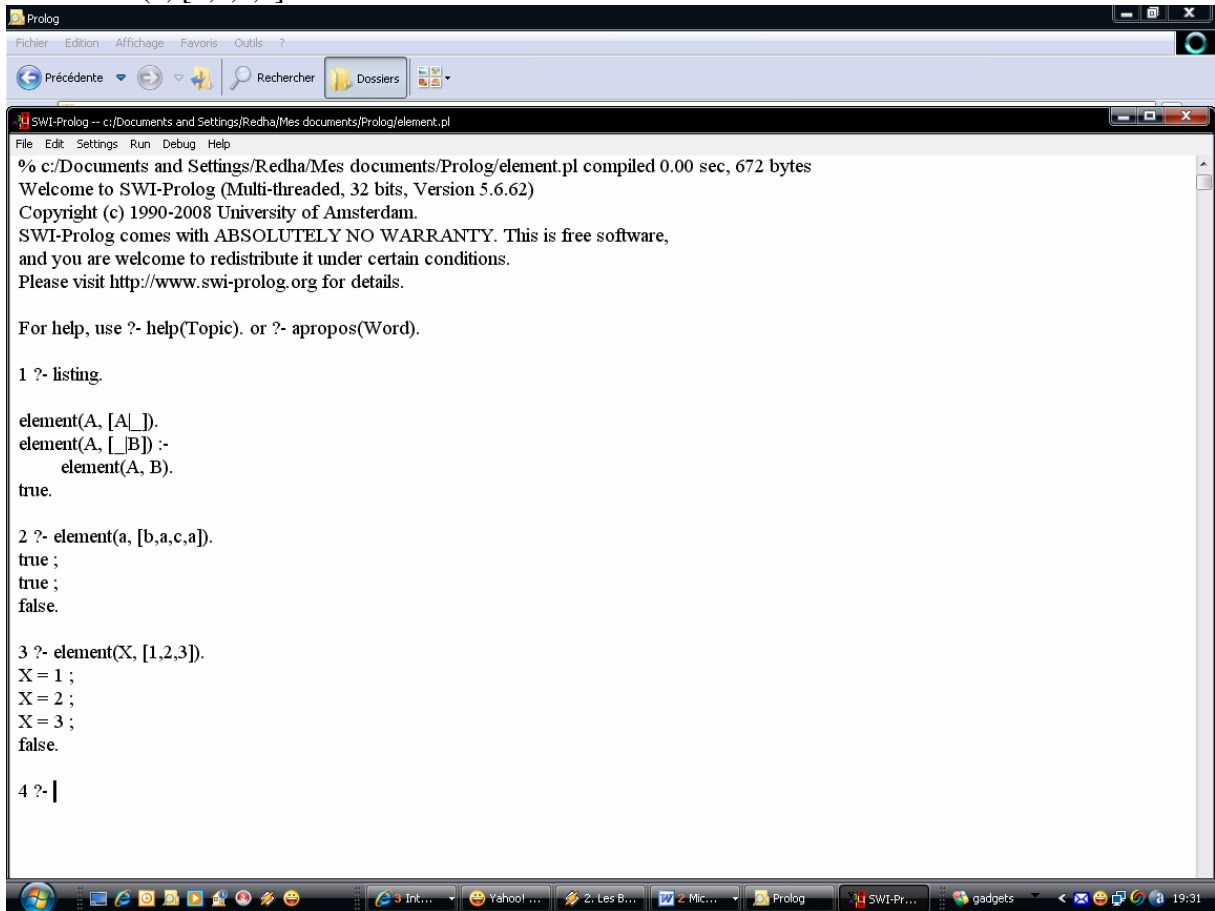 Prolog
Fichier Edition Affichage Favoris Outils ?
Précédente Rechercher Dossiers
SWI-Prolog -- c:/Documents and Settings/Redha/Mes documents/Prolog/element.pl
File Edit Settings Run Debug Help
% c:/Documents and Settings/Redha/Mes documents/Prolog/element.pl compiled 0.00 sec, 672 bytes
Welcome to SWI-Prolog (Multi-threaded, 32 bits, Version 5.6.62)
Copyright (c) 1990-2008 University of Amsterdam.
SWI-Prolog comes with ABSOLUTELY NO WARRANTY. This is free software,
and you are welcome to redistribute it under certain conditions.
Please visit http://www.swi-prolog.org for details.
For help, use ?- help(Topic). or ?- apropos(Word).
1 ?- listing.
element(A, [A|_]).
element(A, [_|B]) :-
element(A, B).
true.
2 ?- element(a, [b,a,c,a]).
true ;
true ;
false.
3 ?- element(X, [1,2,3]).
X = 1 ;
X = 2 ;
X = 3 ;
false.
4 ?-
3 Int... Yahoo! ... 2. Les B... 2 Mic... Prolog SWI-Pr... gadgets 19:31